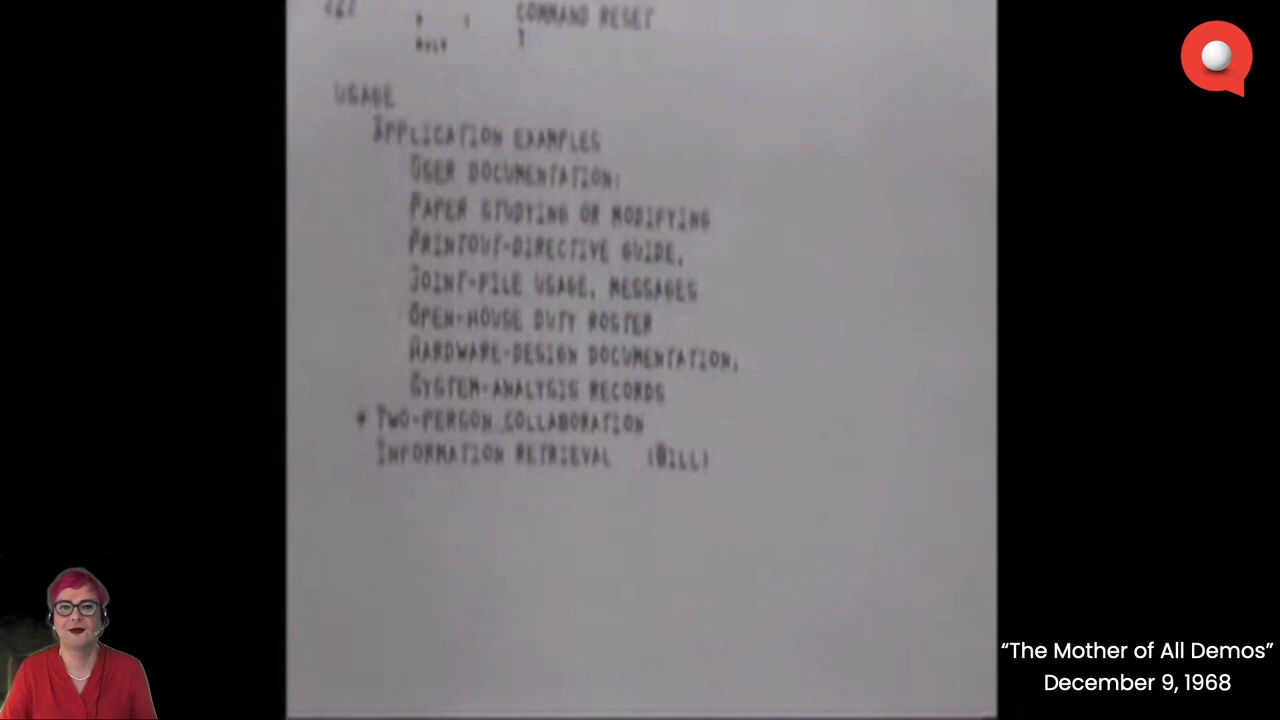 COMMAND RESET
USAGE
APPLICATION EXAMPLES
USER DOCUMENTATION:
PAPER STUDYING OR MODIFYING
PRINTOUT-DIRECTIVE GUIDE,
JOINT-FILE USAGE, MESSAGES
OPEN-HOUSE DUTY ROSTER
HARDWARE-DESIGN DOCUMENTATION,
SYSTEM-ANALYSIS RECORDS
* TWO-PERSON COLLABORATION
INFORMATION RETRIEVAL (BILL)
“The Mother of All Demos”
December 9, 1968